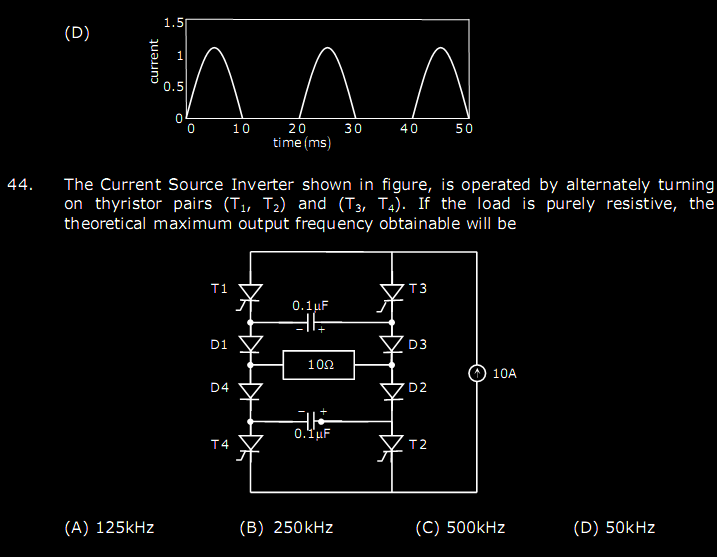 (D)
1.5
1
0.5
0
current
0 10 20 30 40 50
time (ms)
44. The Current Source Inverter shown in figure, is operated by alternately turning
on thyristor pairs (T₁, T₂) and (T₃, T₄). If the load is purely resistive, the
theoretical maximum output frequency obtainable will be
T1 T3
0.1μF
− +
D1 D3
10Ω
10A
D4 D2
− +
0.1μF
T4 T2
(A) 125kHz (B) 250kHz (C) 500kHz (D) 50kHz